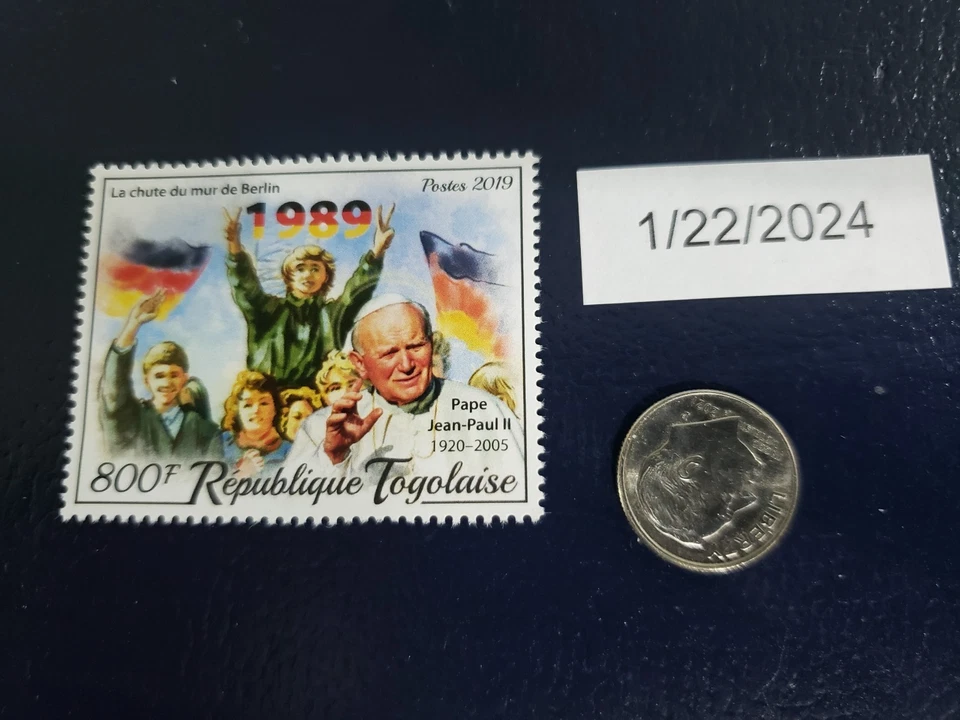 La chute du mur de Berlin
Postes 2019
1989
Pape
Jean-Paul II
1920–2005
800F République Togolaise
1/22/2024
LIBERTY